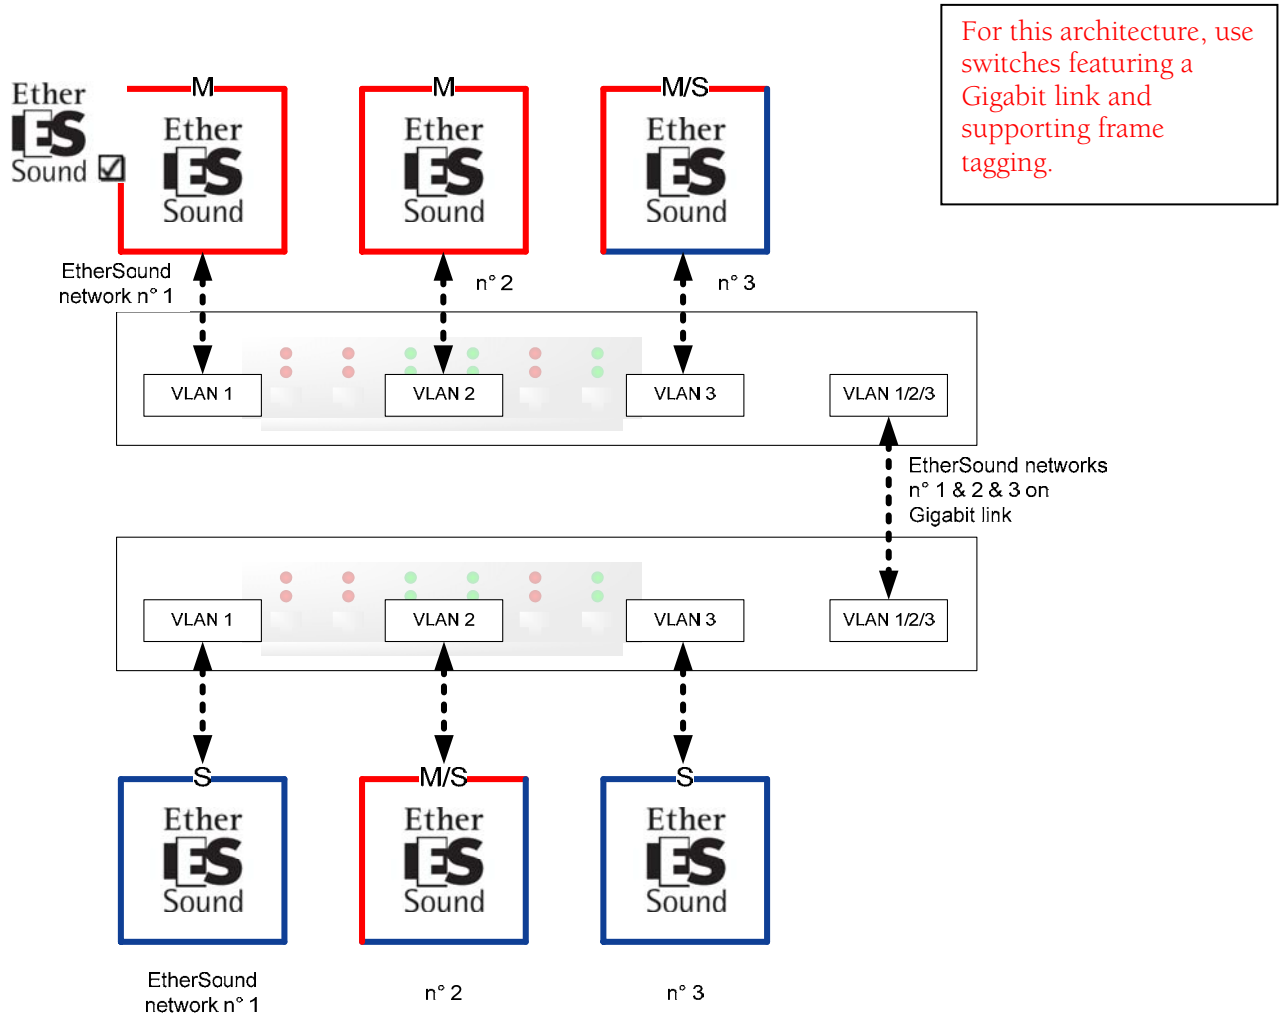 For this architecture, use
switches featuring a
Gigabit link and
supporting frame
tagging.
Ether
ES
Sound
M
Ether
ES
Sound
M
Ether
ES
Sound
M/S
Ether
ES
Sound
EtherSound
network n° 1
n° 2
n° 3
VLAN 1
VLAN 2
VLAN 3
VLAN 1/2/3
EtherSound networks
n° 1 & 2 & 3 on
Gigabit link
VLAN 1
VLAN 2
VLAN 3
VLAN 1/2/3
S
Ether
ES
Sound
M/S
Ether
ES
Sound
S
Ether
ES
Sound
EtherSound
network n° 1
n° 2
n° 3